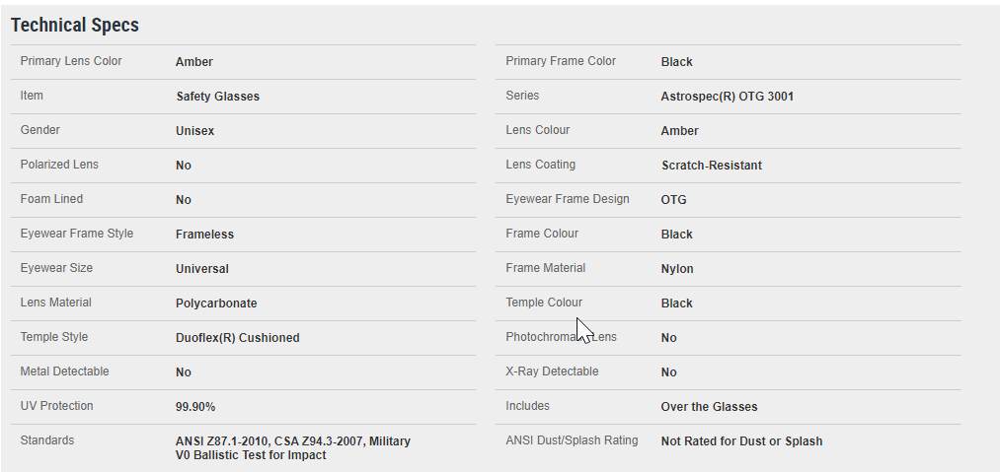 Technical Specs
Primary Lens Color Amber Primary Frame Color Black
Item Safety Glasses Series Astrospec(R) OTG 3001
Gender Unisex Lens Colour Amber
Polarized Lens No Lens Coating Scratch-Resistant
Foam Lined No Eyewear Frame Design OTG
Eyewear Frame Style Frameless Frame Colour Black
Eyewear Size Universal Frame Material Nylon
Lens Material Polycarbonate Temple Colour Black
Temple Style Duoflex(R) Cushioned Photochroma Lens No
Metal Detectable No X-Ray Detectable No
UV Protection 99.90% Includes Over the Glasses
Standards ANSI Z87.1-2010, CSA Z94.3-2007, Military ANSI Dust/Splash Rating Not Rated for Dust or Splash
V0 Ballistic Test for Impact